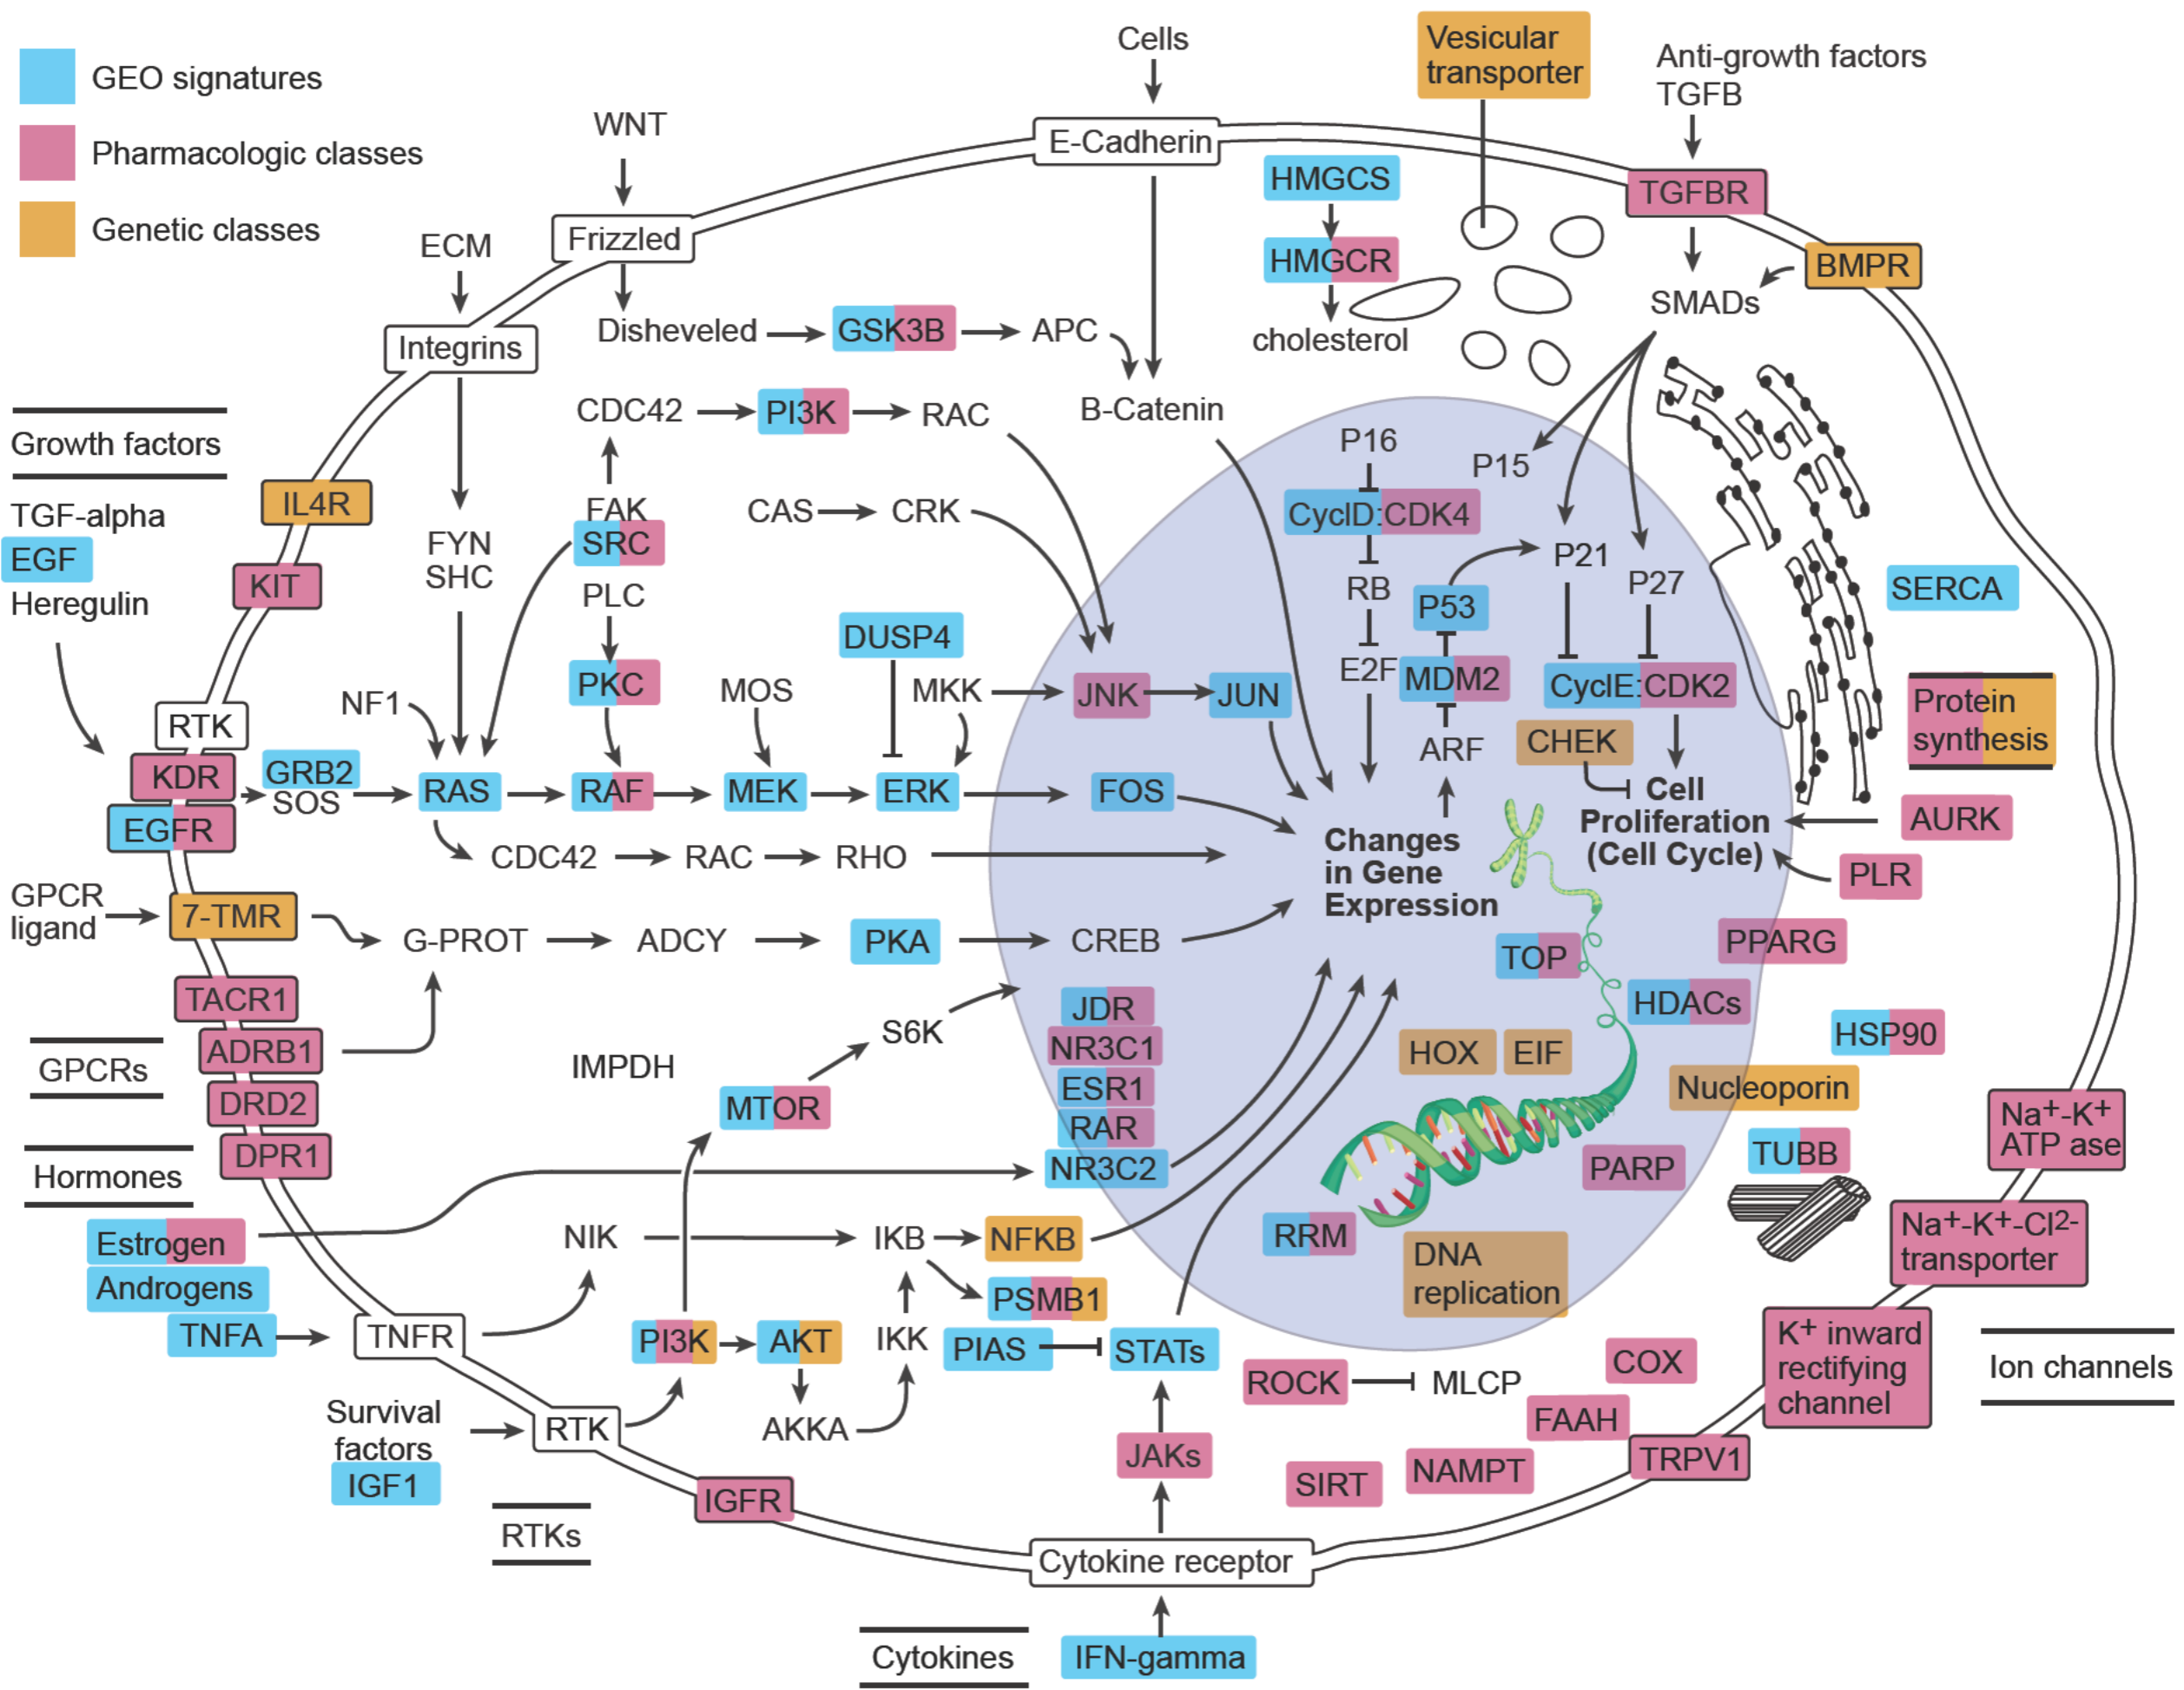 GEO signatures
Pharmacologic classes
Genetic classes
Cells
Vesicular
transporter
Anti-growth factors
TGFB
WNT
E-Cadherin
HMGCS
TGFBR
ECM
Frizzled
HMGCR
BMPR
SMADs
Integrins
Disheveled
GSK3B
APC
cholesterol
Growth factors
CDC42
PI3K
RAC
B-Catenin
P16
P15
IL4R
TGF-alpha
EGF
Heregulin
FAK
SRC
CAS
CRK
CyclD:CDK4
FYN
SHC
P21
KIT
PLC
RB
P53
P27
SERCA
DUSP4
PKC
MOS
MKK
JNK
JUN
E2F
MDM2
CyclE:CDK2
Protein
synthesis
NF1
RTK
KDR
EGFR
GRB2
SOS
RAS
RAF
MEK
ERK
FOS
ARF
CHEK
Cell
Proliferation
(Cell Cycle)
AURK
PLR
CDC42
RAC
RHO
Changes
in Gene
Expression
GPCR
ligand
7-TMR
G-PROT
ADCY
PKA
CREB
TOP
PPARG
TACR1
JDR
HDACs
ADRB1
GPCRs
S6K
NR3C1
HOX
EIF
HSP90
IMPDH
DRD2
MTOR
ESR1
RAR
NR3C2
Nucleoporin
Na+-K+
ATP ase
DPR1
Hormones
PARP
TUBB
Estrogen
Androgens
TNFA
NIK
IKB
NFKB
RRM
DNA
replication
Na+-K+-Cl2-
transporter
PSMB1
TNFR
PI3K
AKT
IKK
PIAS
STATs
K+ inward
rectifying
channel
Ion channels
COX
ROCK
MLCP
Survival
factors
IGF1
RTK
AKKA
FAAH
JAKs
SIRT
NAMPT
TRPV1
IGFR
RTKs
Cytokine receptor
Cytokines
IFN-gamma